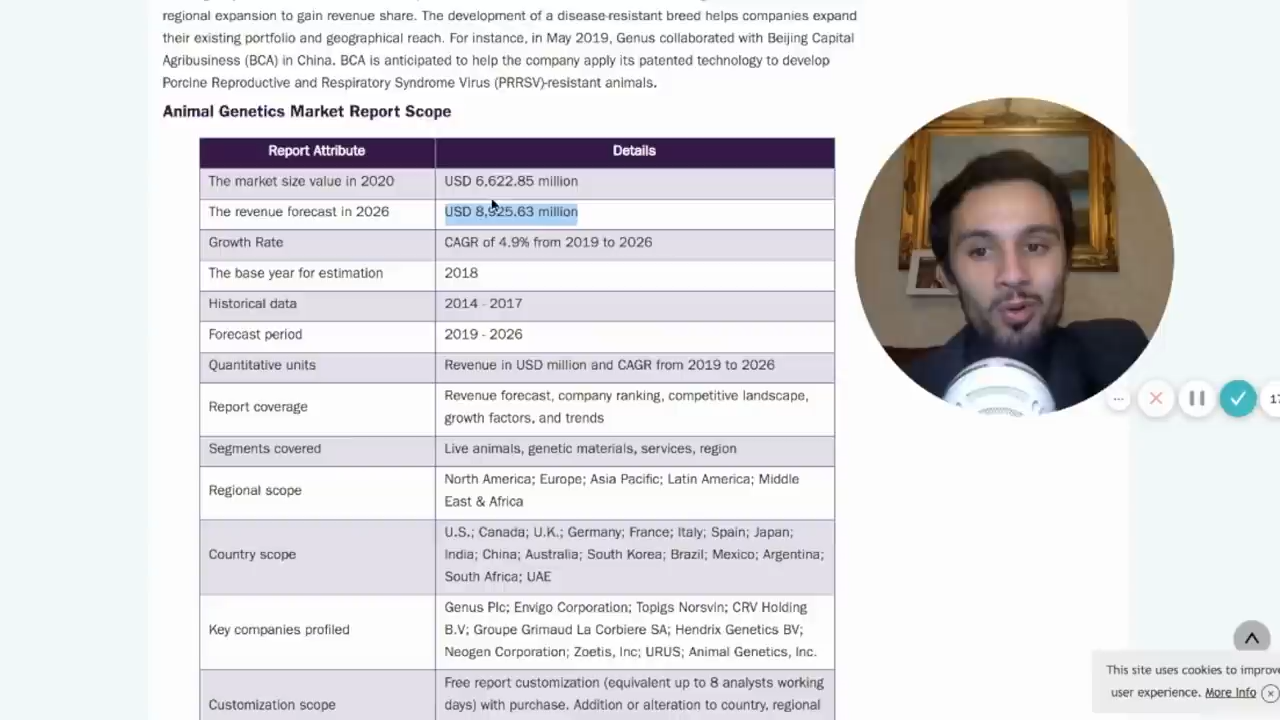 regional expansion to gain revenue share. The development of a disease-resistant breed helps companies expand
their existing portfolio and geographical reach. For instance, in May 2019, Genus collaborated with Beijing Capital
Agribusiness (BCA) in China. BCA is anticipated to help the company apply its patented technology to develop
Porcine Reproductive and Respiratory Syndrome Virus (PRRSV)-resistant animals.
Animal Genetics Market Report Scope
Report Attribute Details
The market size value in 2020 USD 6,622.85 million
The revenue forecast in 2026 USD 8,925.63 million
Growth Rate CAGR of 4.9% from 2019 to 2026
The base year for estimation 2018
Historical data 2014 - 2017
Forecast period 2019 - 2026
Quantitative units Revenue in USD million and CAGR from 2019 to 2026
Report coverage Revenue forecast, company ranking, competitive landscape,
growth factors, and trends
Segments covered Live animals, genetic materials, services, region
Regional scope North America; Europe; Asia Pacific; Latin America; Middle
East & Africa
Country scope U.S.; Canada; U.K.; Germany; France; Italy; Spain; Japan;
India; China; Australia; South Korea; Brazil; Mexico; Argentina;
South Africa; UAE
Key companies profiled Genus Plc; Envigo Corporation; Topigs Norsvin; CRV Holding
B.V; Groupe Grimaud La Corbiere SA; Hendrix Genetics BV;
Neogen Corporation; Zoetis, Inc; URUS; Animal Genetics, Inc.
Customization scope Free report customization (equivalent up to 8 analysts working
days) with purchase. Addition or alteration to country, regional
17
This site uses cookies to improve
user experience. More Info